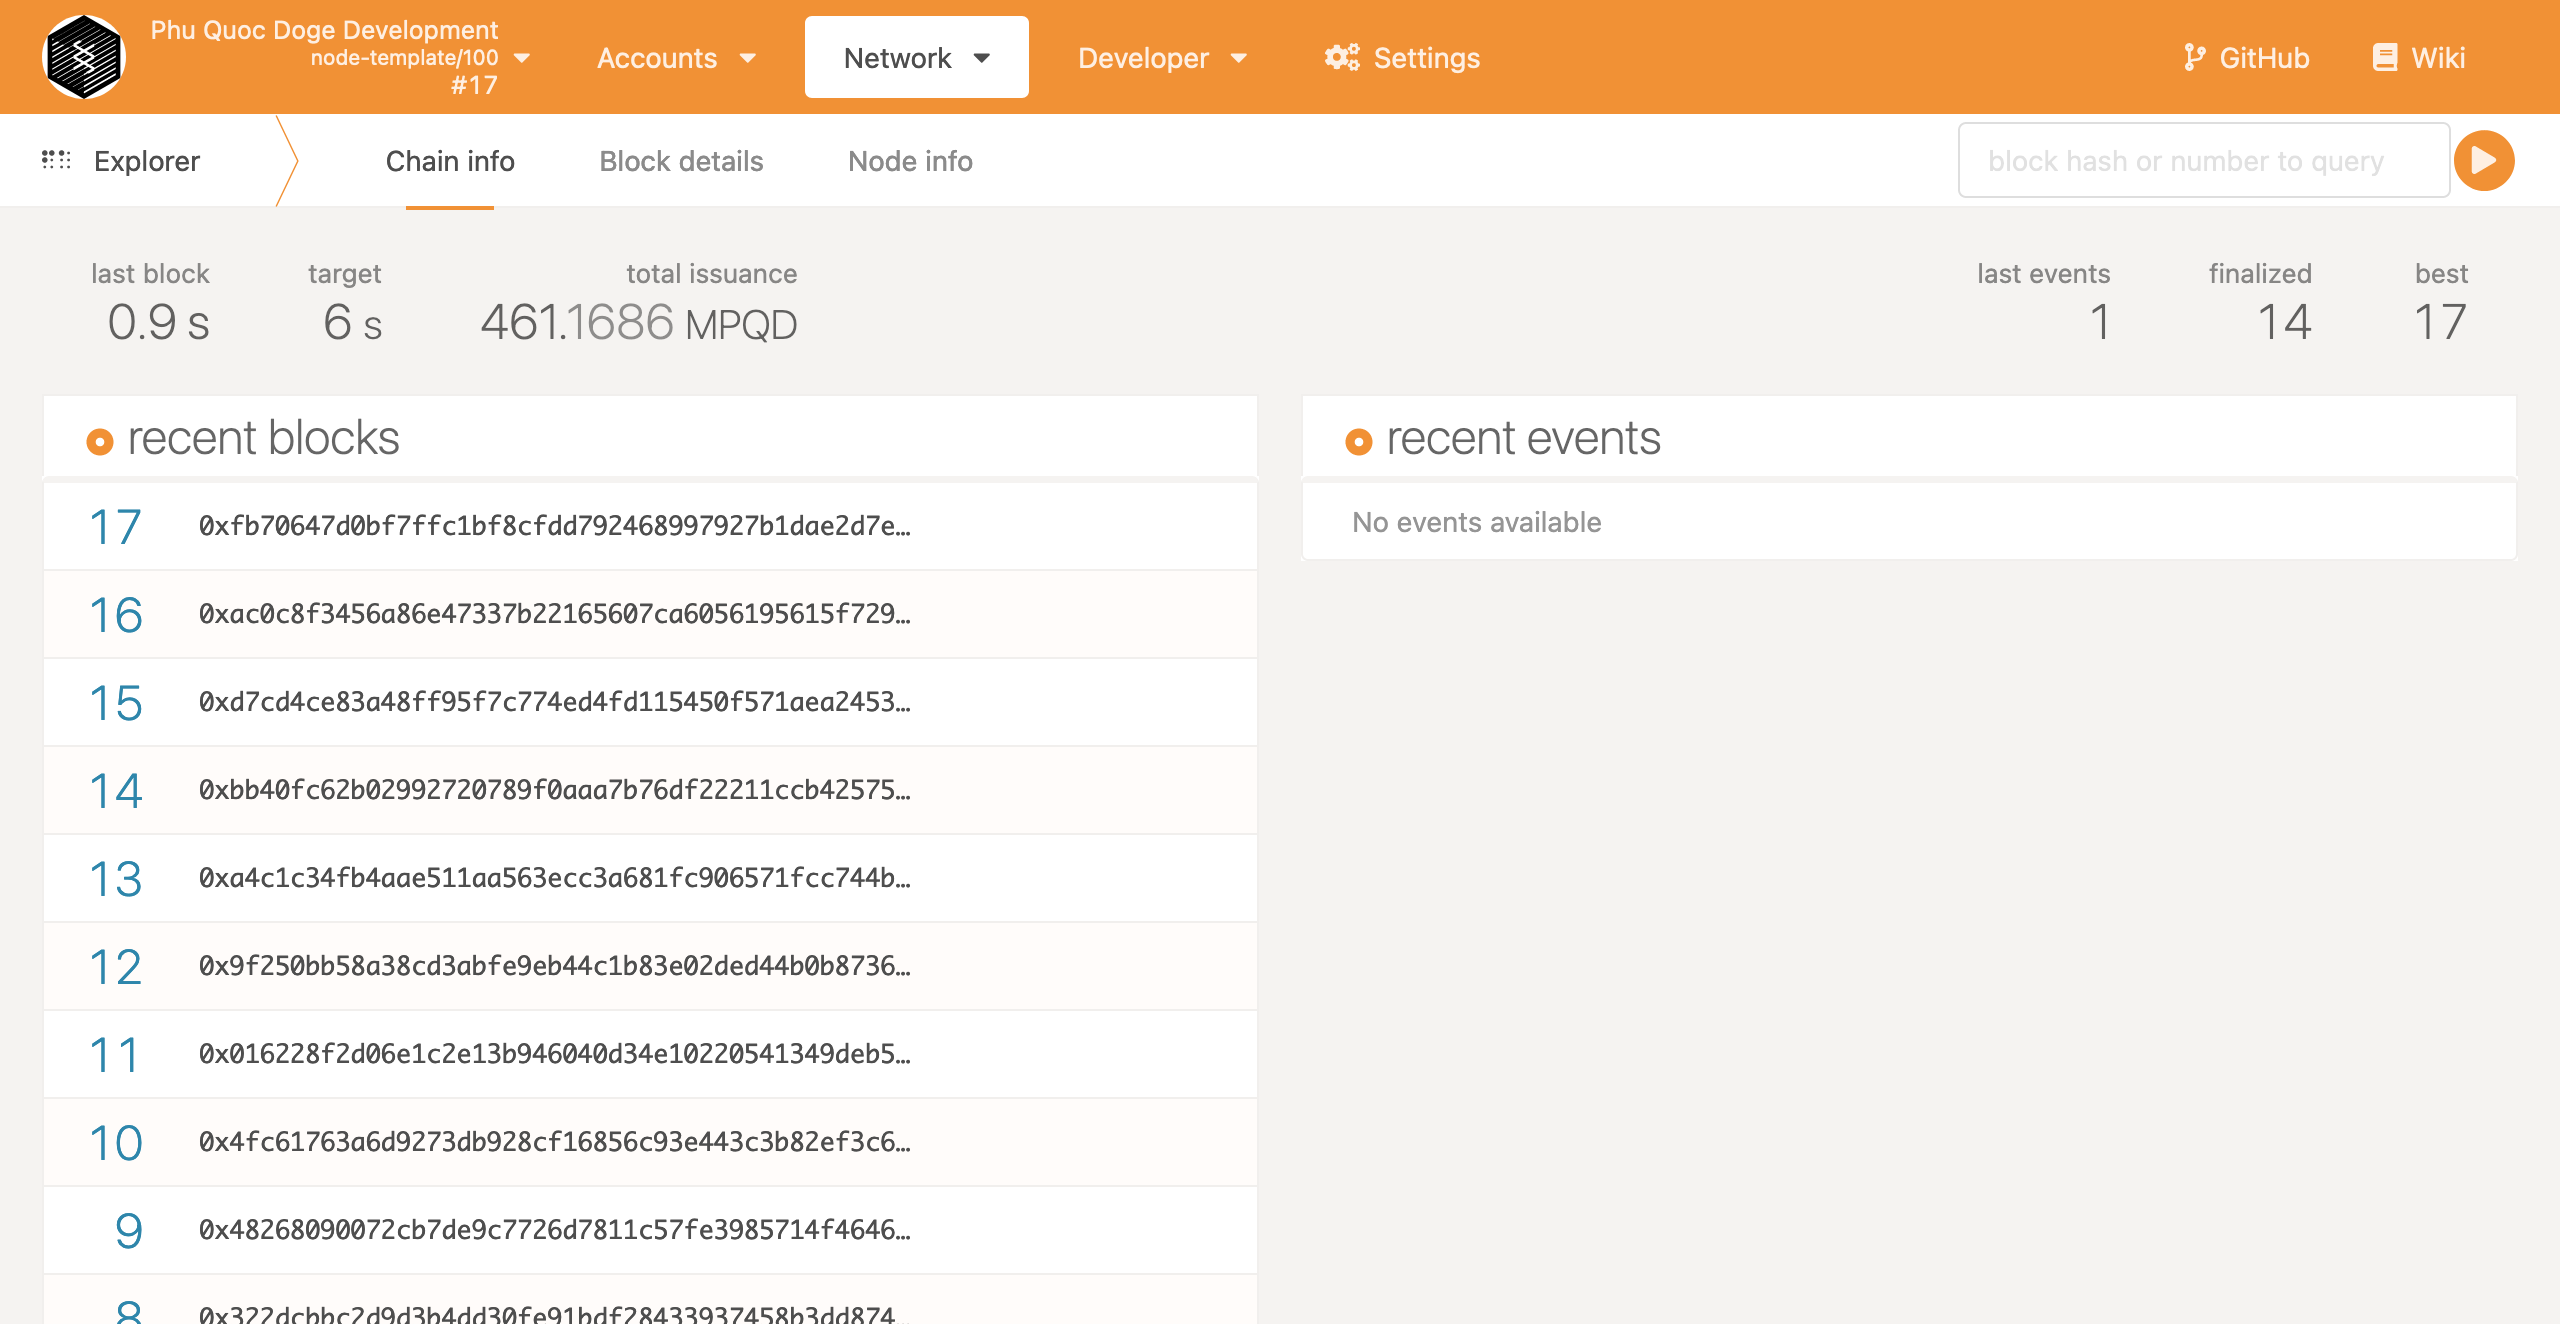 Phu Quoc Doge Development
node-template/100
#17
Accounts
Network
Developer
Settings
GitHub
Wiki
Explorer
Chain info
Block details
Node info
block hash or number to query
last block
0.9 s
target
6 s
total issuance
461.1686 MPQD
last events
1
finalized
14
best
17
recent blocks
17 0xfb70647d0bf7ffc1bf8cfdd792468997927b1dae2d7e…
16 0xac0c8f3456a86e47337b22165607ca6056195615f729…
15 0xd7cd4ce83a48ff95f7c774ed4fd115450f571aea2453…
14 0xbb40fc62b02992720789f0aaa7b76df22211ccb42575…
13 0xa4c1c34fb4aae511aa563ecc3a681fc906571fcc744b…
12 0x9f250bb58a38cd3abfe9eb44c1b83e02ded44b0b8736…
11 0x016228f2d06e1c2e13b946040d34e10220541349deb5…
10 0x4fc61763a6d9273db928cf16856c93e443c3b82ef3c6…
9 0x48268090072cb7de9c7726d7811c57fe3985714f4646…
8 0x322dcbbc2d9d3b4dd30fe91bdf28433937458b3dd874…
recent events
No events available